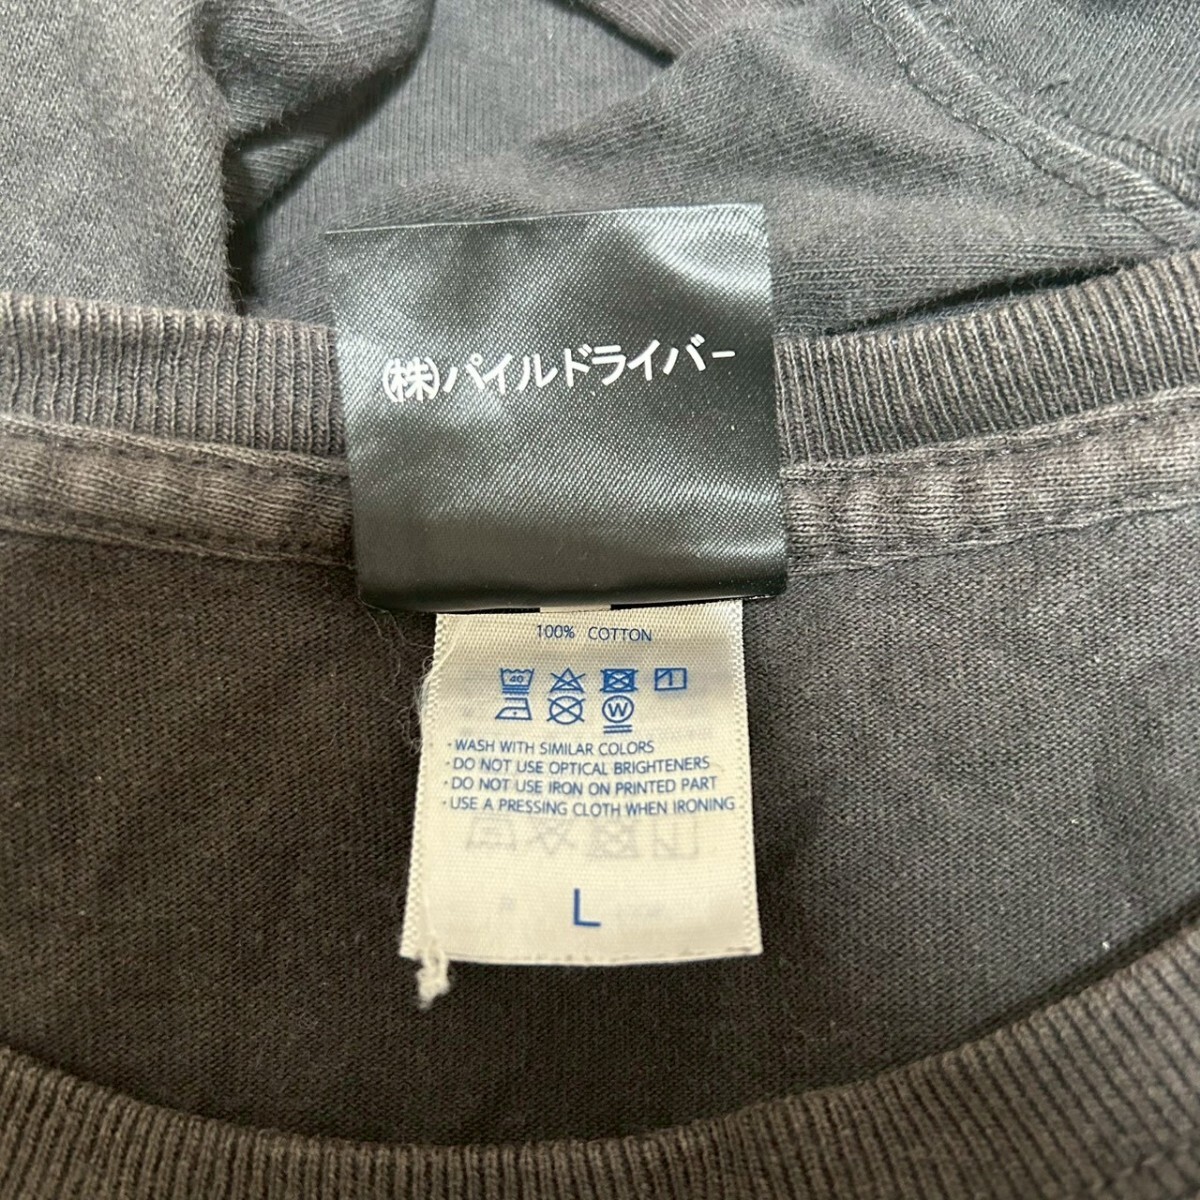 (株)パイルドライバー
100% COTTON
40
W
・WASH WITH SIMILAR COLORS
・DO NOT USE OPTICAL BRIGHTENERS
・DO NOT USE IRON ON PRINTED PART
・USE A PRESSING CLOTH WHEN IRONING
L